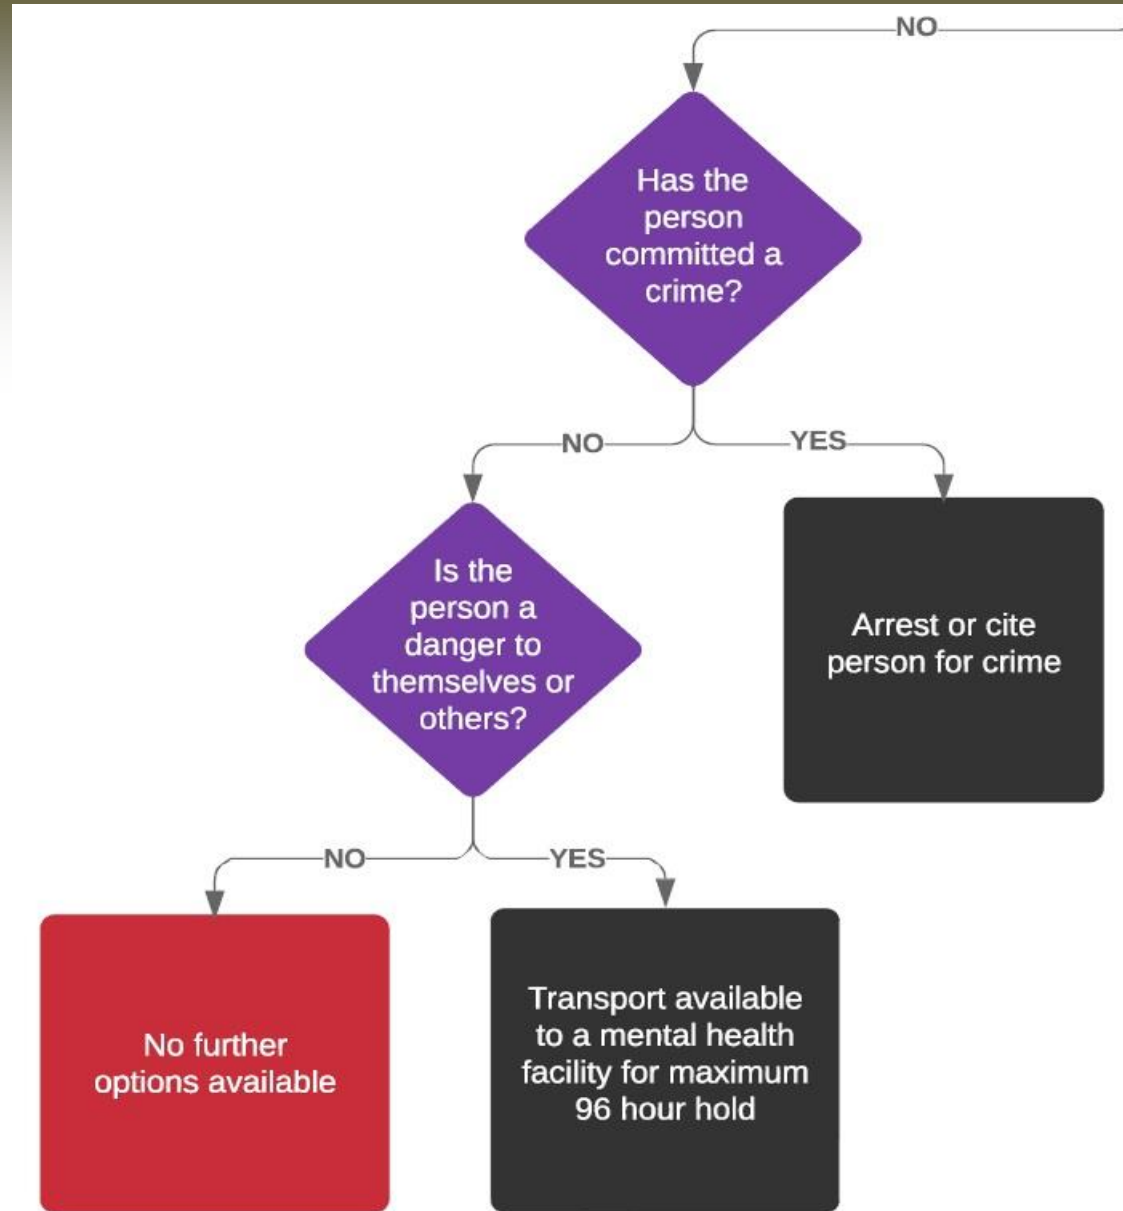 NO
Has the
person
committed a
crime?
NO
YES
Is the
person a
danger to
themselves or
others?
Arrest or cite
person for crime
NO
YES
No further
options available
Transport available
to a mental health
facility for maximum
96 hour hold